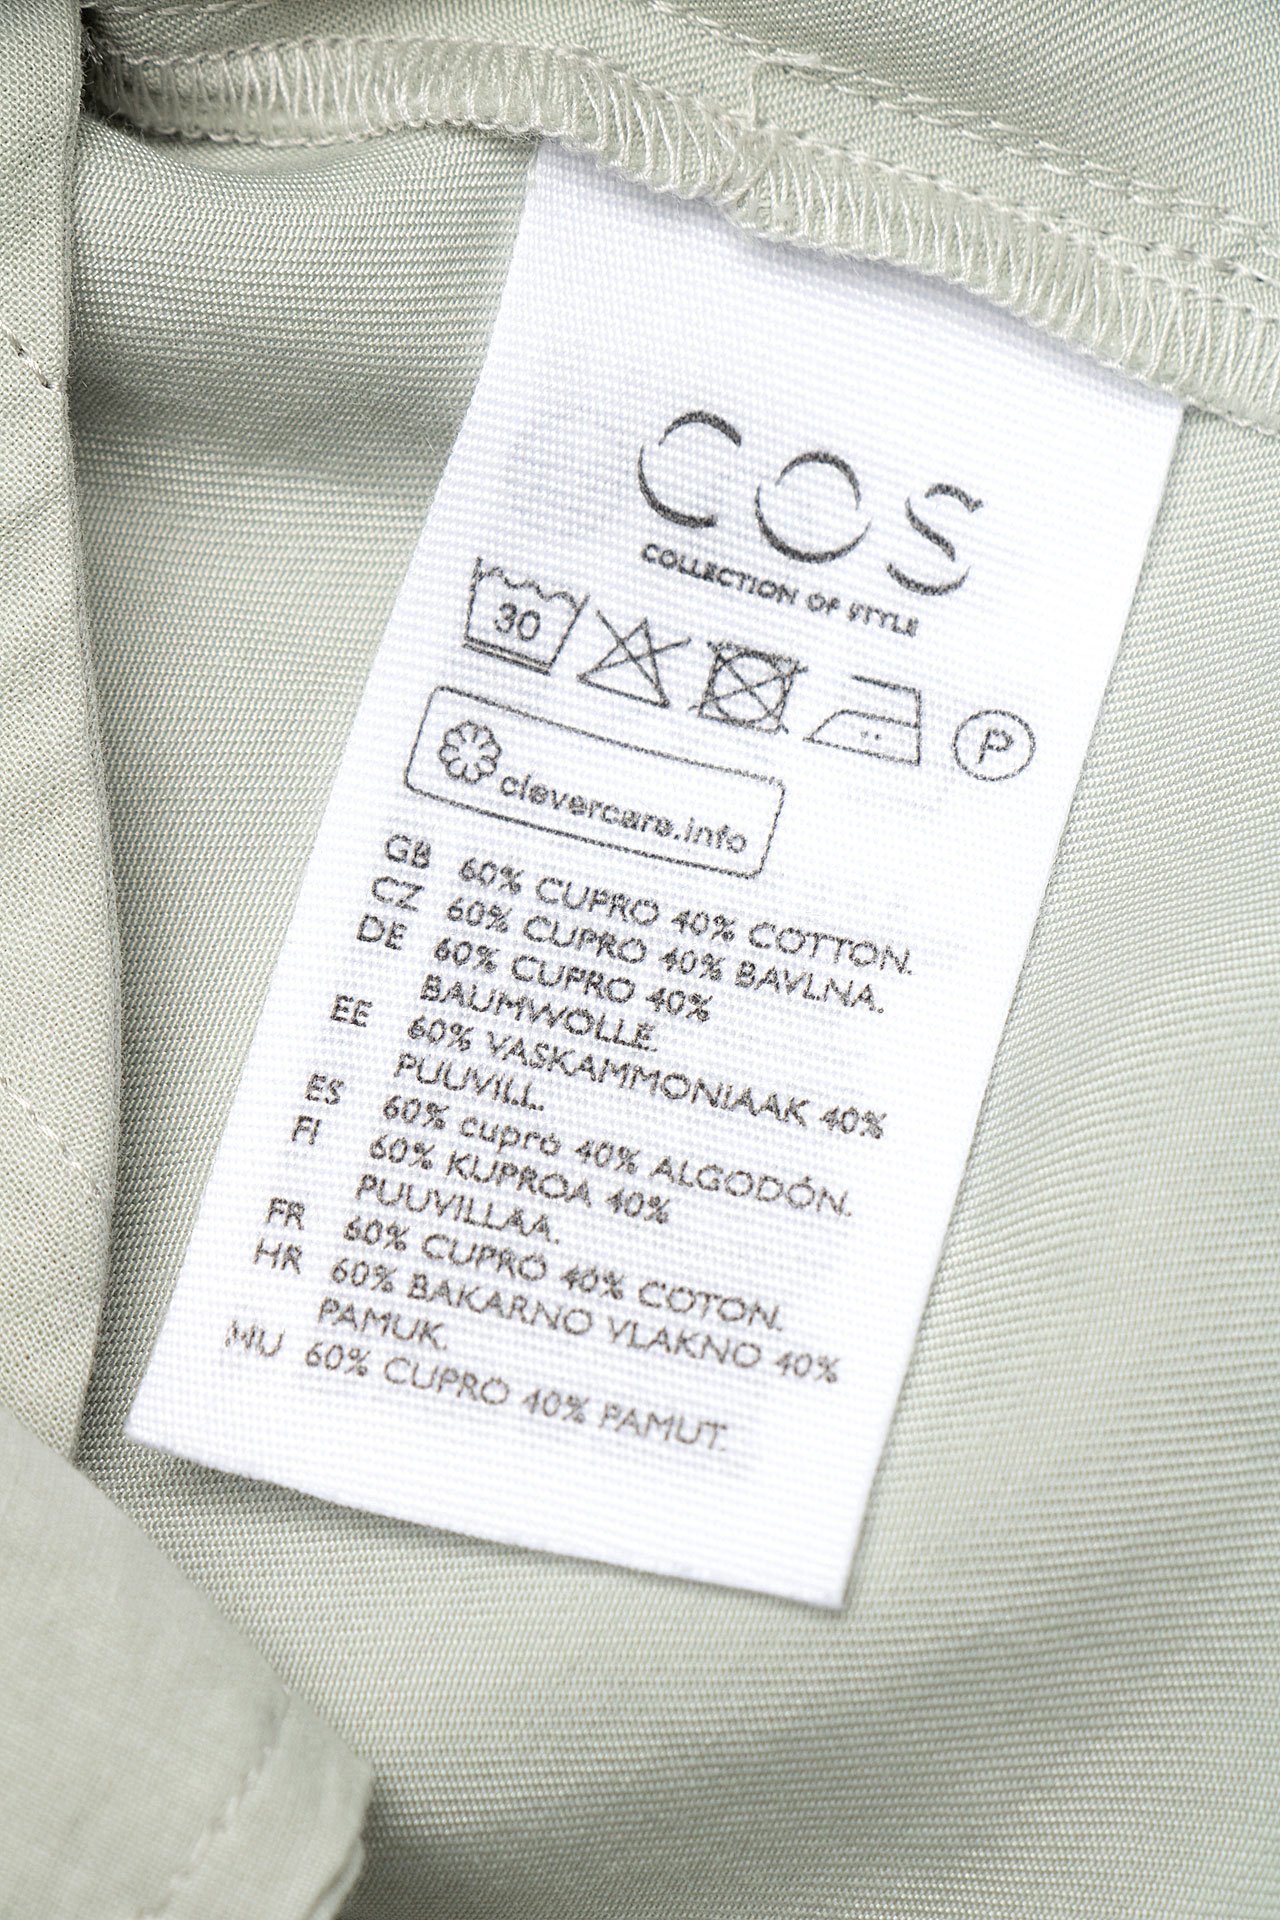 COS
COLLECTION OF STYLE
30 P
clevercare.info
GB 60% CUPRO 40% COTTON.
CZ 60% CUPRO 40% BAVLNA.
DE 60% CUPRO 40%
BAUMWOLLE.
EE 60% VASKAMMONIAAK 40%
PUUVILL.
ES 60% cupro 40% ALGODÓN.
FI 60% KUPROA 40%
PUUVILLAA.
FR 60% CUPRO 40% COTON.
HR 60% BAKARNO VLAKNO 40%
PAMUK.
HU 60% CUPRO 40% PAMUT.